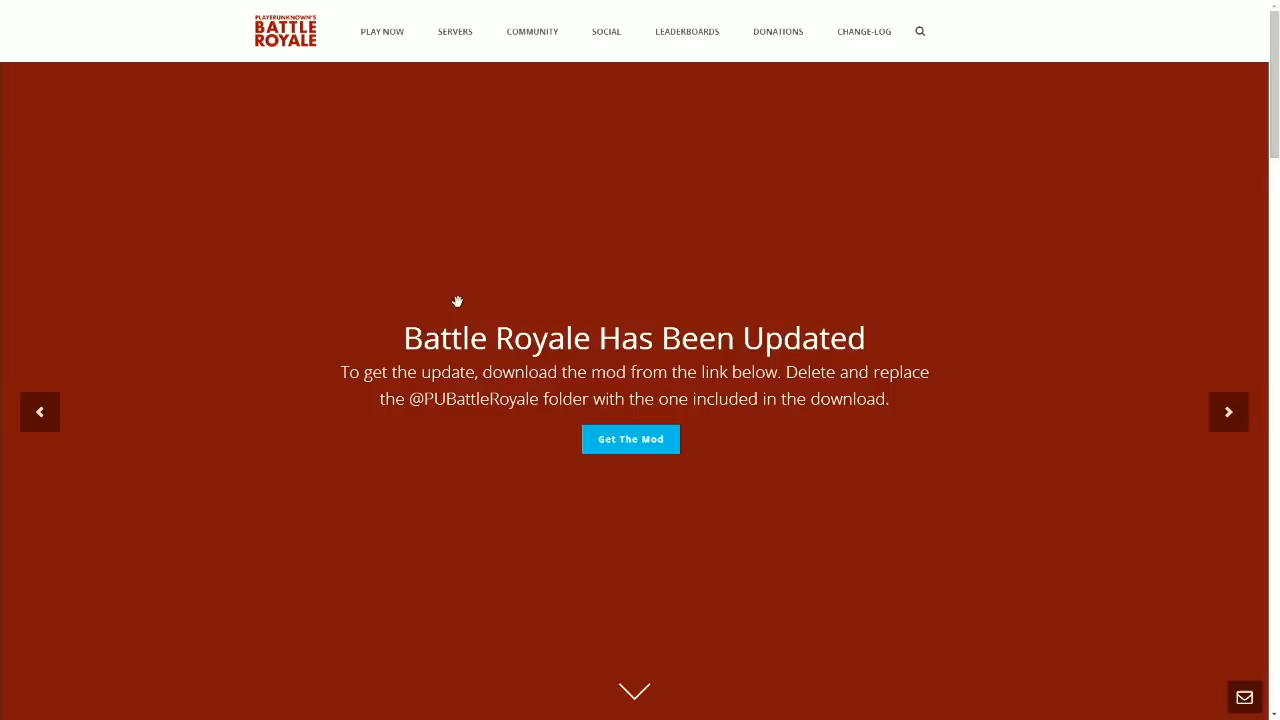 PLAYERUNKNOWN'S
BATTLE
ROYALE
PLAY NOW
SERVERS
COMMUNITY
SOCIAL
LEADERBOARDS
DONATIONS
CHANGE-LOG
Battle Royale Has Been Updated
To get the update, download the mod from the link below. Delete and replace
the @PUBattleRoyale folder with the one included in the download.
Get The Mod